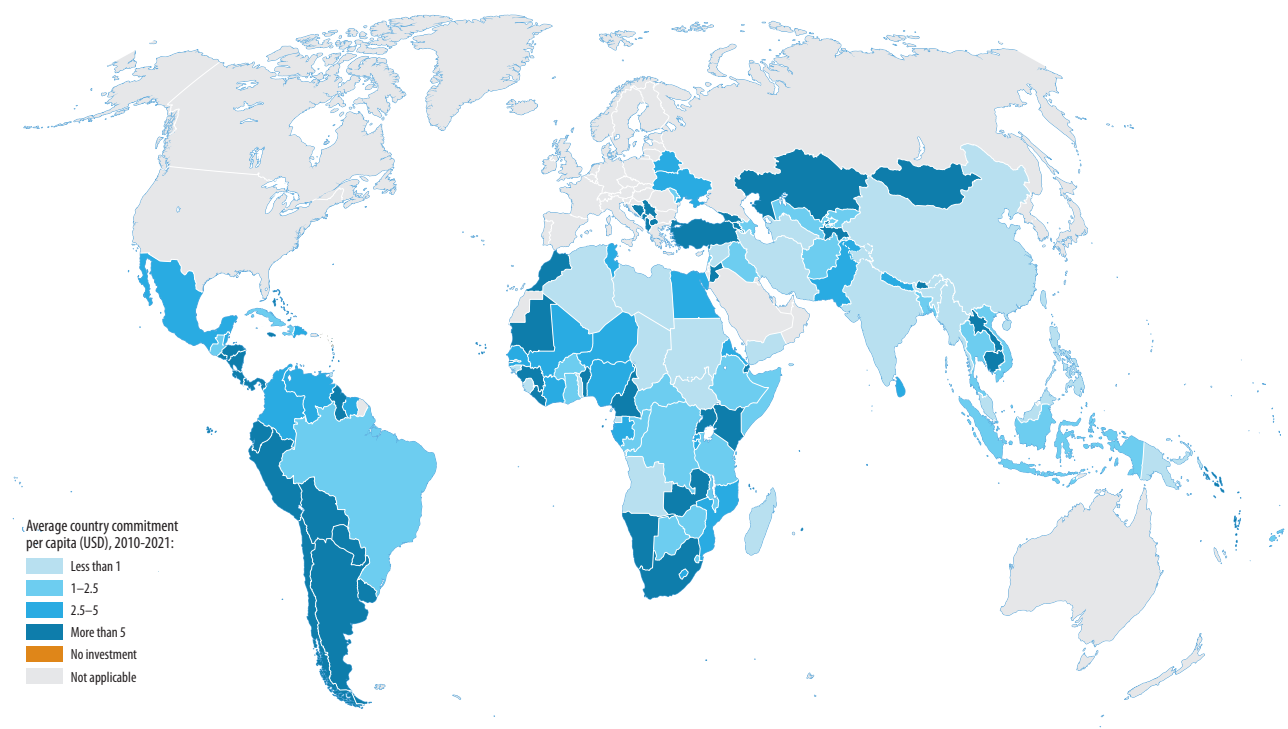 Average country commitment
per capita (USD), 2010-2021:
Less than 1
1–2.5
2.5–5
More than 5
No investment
Not applicable